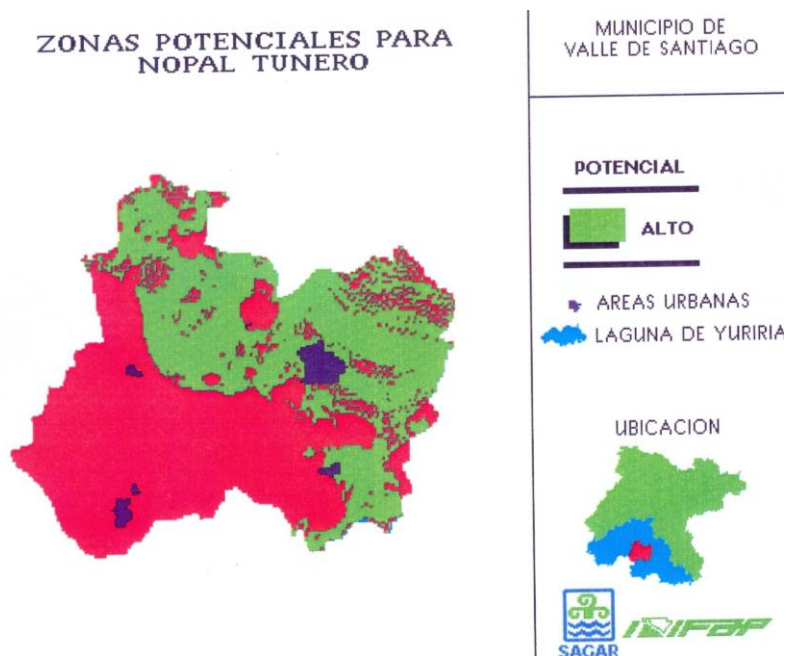 ZONAS POTENCIALES PARA
NOPAL TUNERO
MUNICIPIO DE
VALLE DE SANTIAGO
POTENCIAL
ALTO
AREAS URBANAS
LAGUNA DE YURIRIA
UBICACION
SAGAR
INIFAP